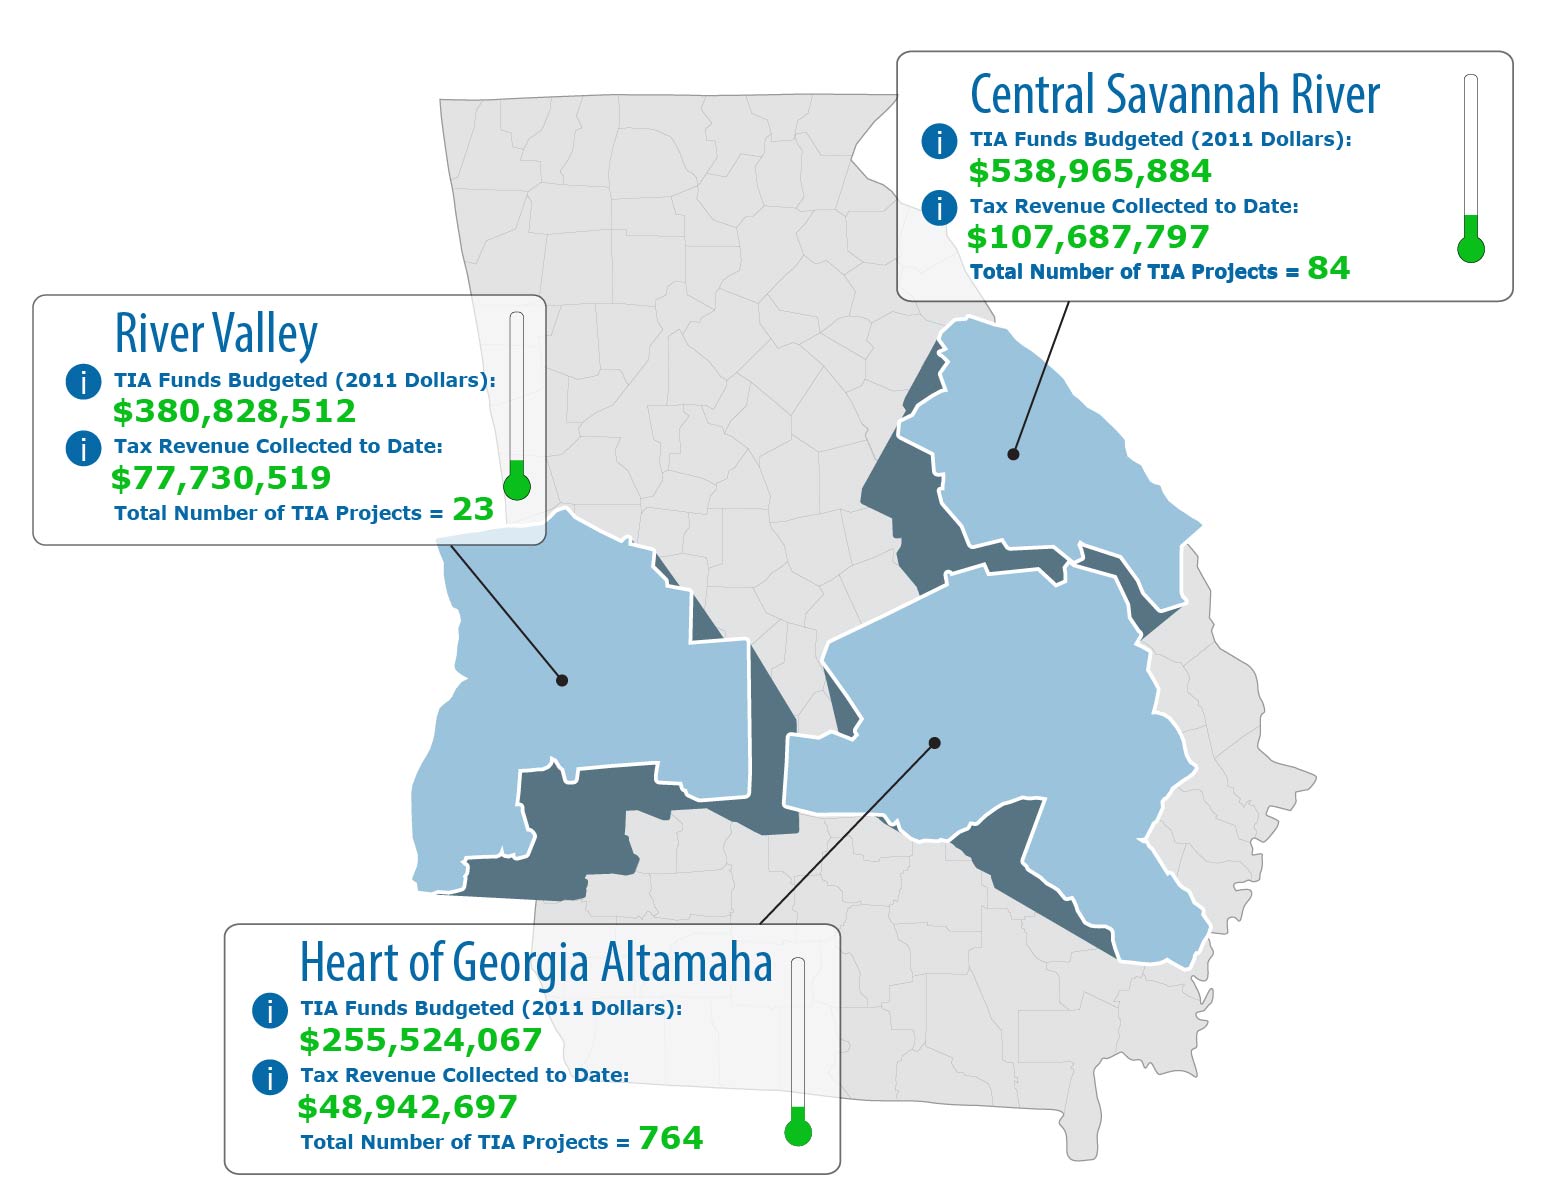 Central Savannah River
i TIA Funds Budgeted (2011 Dollars):
$538,965,884
i Tax Revenue Collected to Date:
$107,687,797
Total Number of TIA Projects = 84
River Valley
i TIA Funds Budgeted (2011 Dollars):
$380,828,512
i Tax Revenue Collected to Date:
$77,730,519
Total Number of TIA Projects = 23
Heart of Georgia Altamaha
i TIA Funds Budgeted (2011 Dollars):
$255,524,067
i Tax Revenue Collected to Date:
$48,942,697
Total Number of TIA Projects = 764